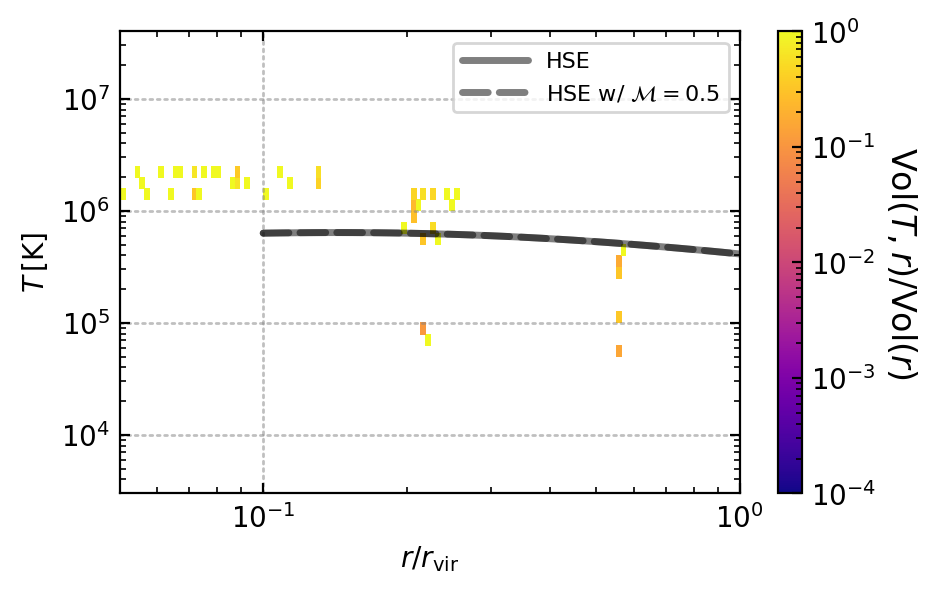 HSE
HSE w/ ℳ = 0.5
10⁷
10⁶
10⁵
10⁴
T [K]
10⁻¹
10⁰
r/r_vir
10⁰
10⁻¹
10⁻²
10⁻³
10⁻⁴
Vol(T, r)/Vol(r)